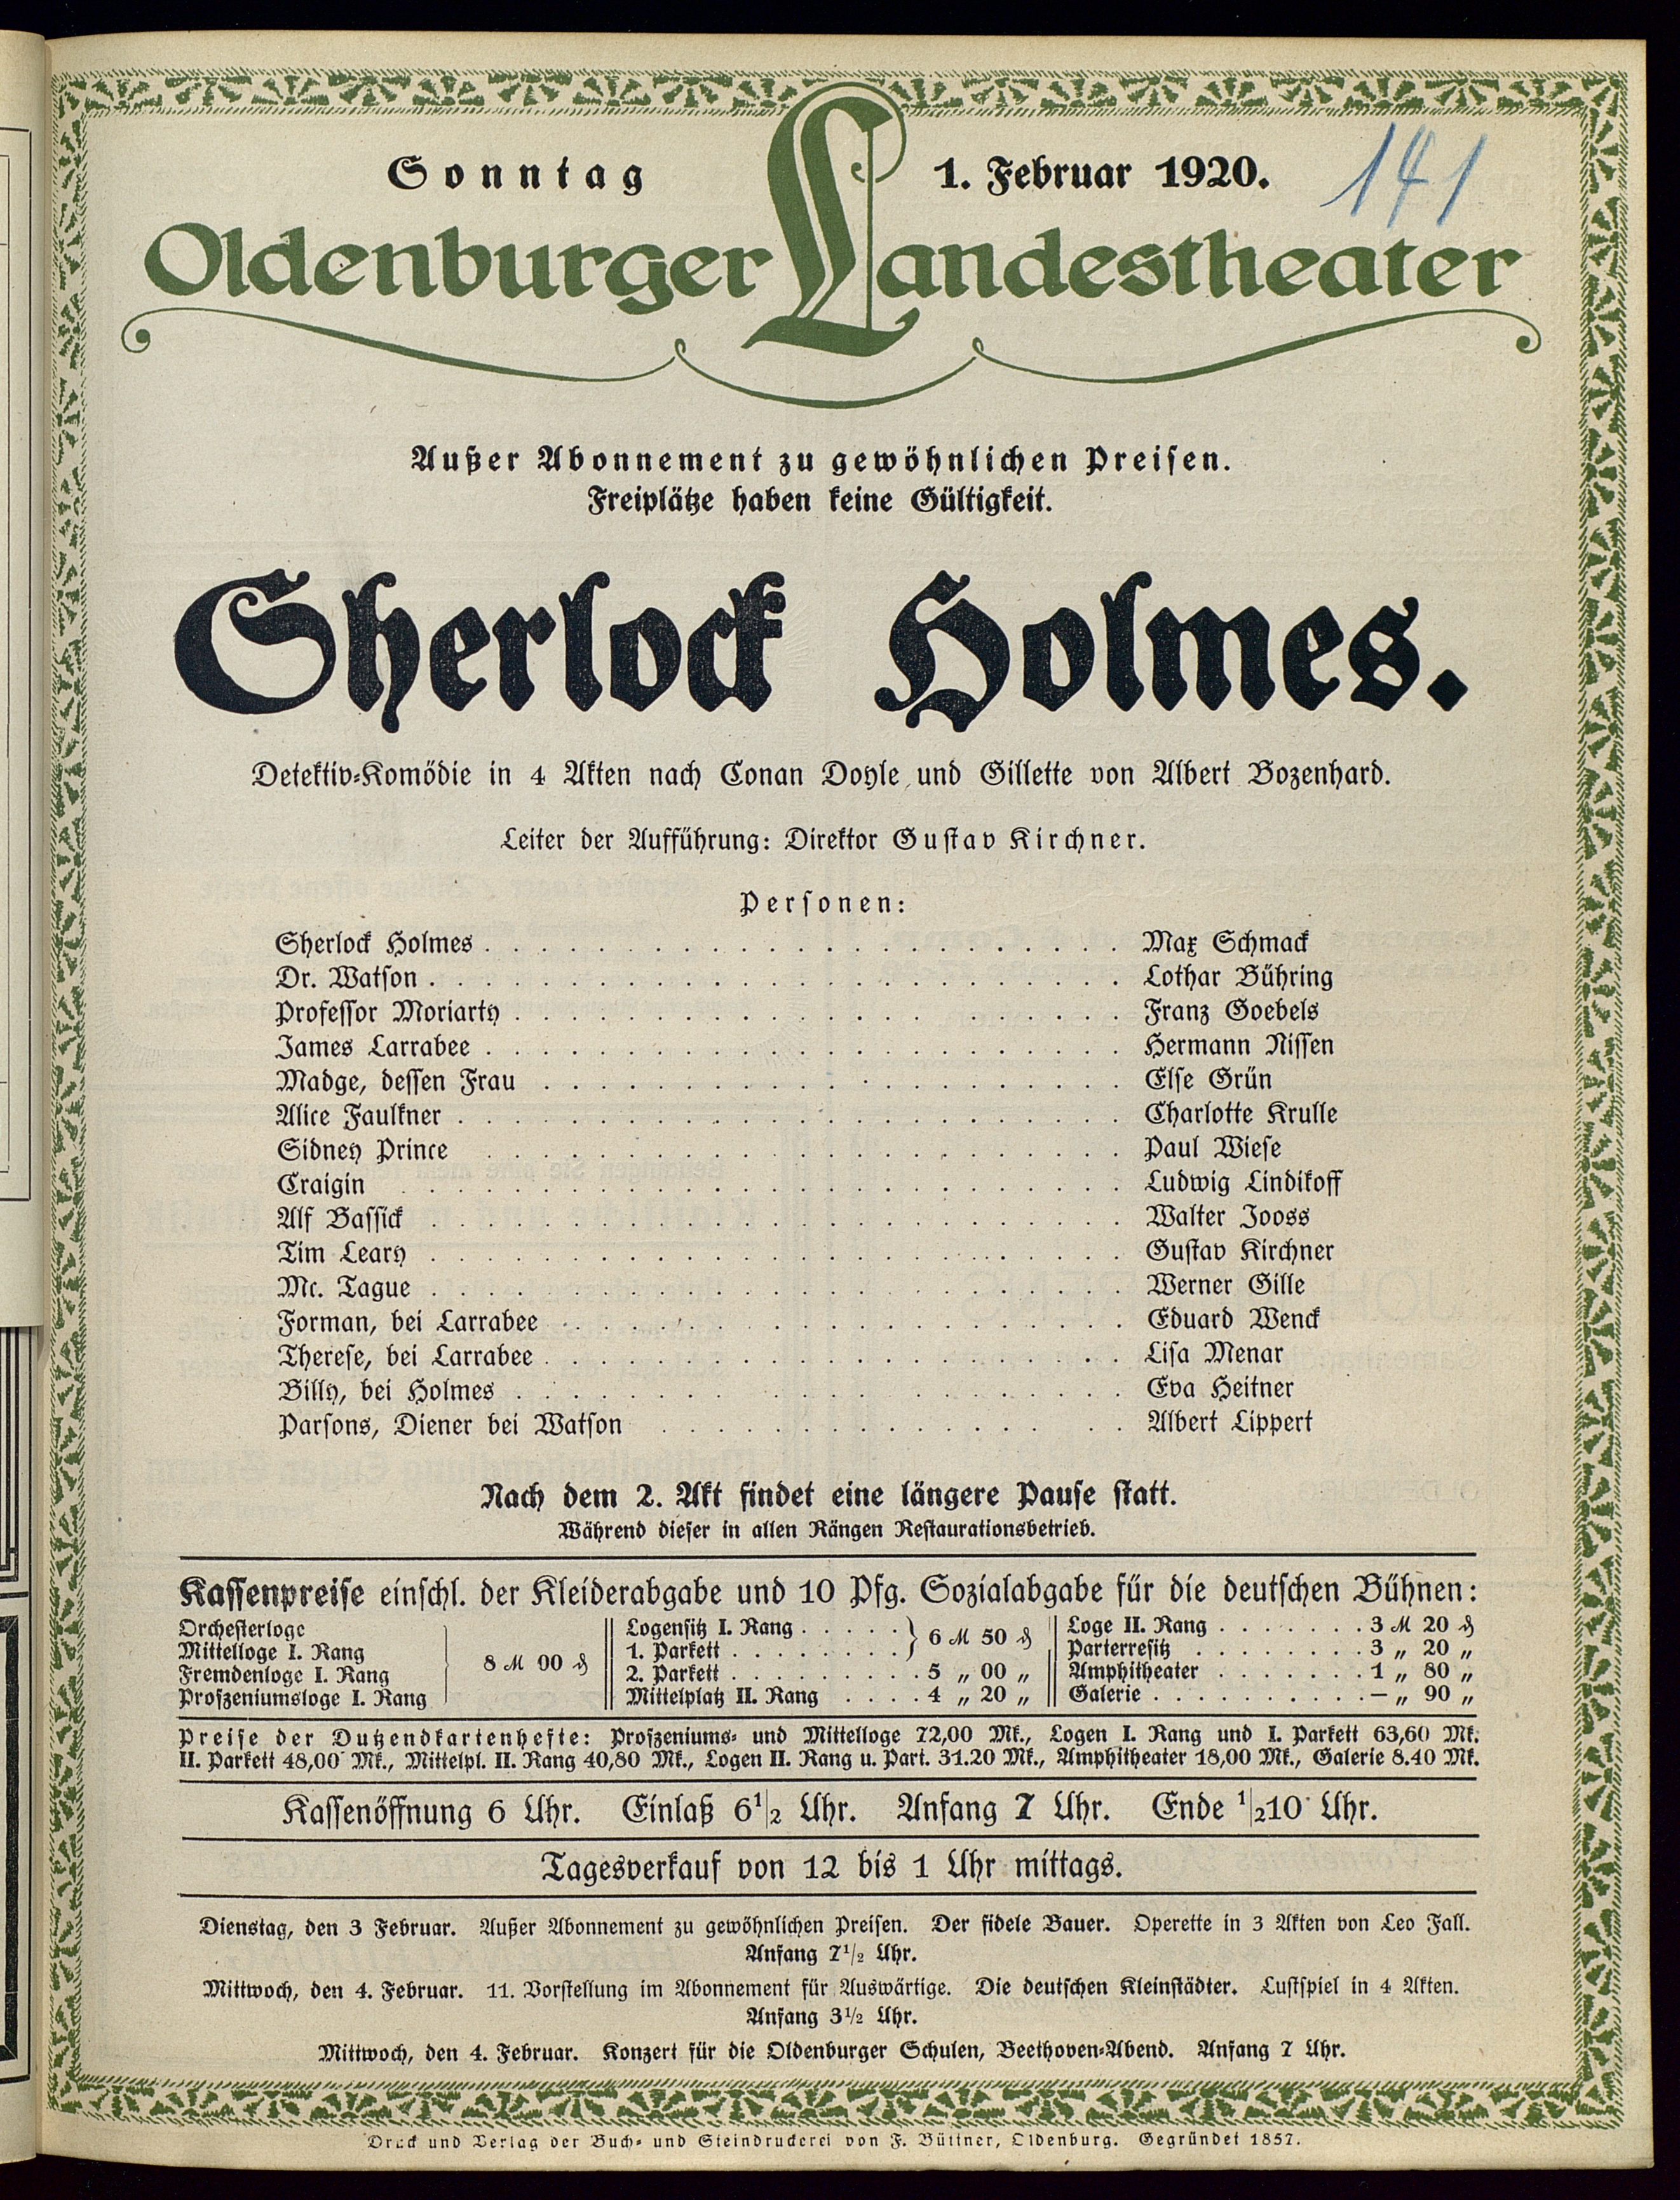 Sonntag 1. Februar 1920. 141
Oldenburger Landestheater
Außer Abonnement zu gewöhnlichen Preisen.
Freiplätze haben keine Gültigkeit.
Sherlock Holmes.
Detektiv-Komödie in 4 Akten nach Conan Doyle und Gillette von Albert Bozenhard.
Leiter der Aufführung: Direktor Gustav Kirchner.
Personen:
Sherlock Holmes . . . . . Max Schmack
Dr. Watson . . . . . Lothar Bühring
Professor Moriarty . . . . . Franz Goebels
James Larrabee . . . . . Hermann Nissen
Madge, dessen Frau . . . . . Else Grün
Alice Faulkner . . . . . Charlotte Krulle
Sidney Prince . . . . . Paul Wiese
Craigin . . . . . Ludwig Lindikoff
Alf Bassick . . . . . Walter Jooss
Tim Leary . . . . . Gustav Kirchner
Mc. Tague . . . . . Werner Gille
Forman, bei Larrabee . . . . . Eduard Wenck
Therese, bei Larrabee . . . . . Lisa Menar
Billy, bei Holmes . . . . . Eva Heitner
Parsons, Diener bei Watson . . . . . Albert Lippert
Nach dem 2. Akt findet eine längere Pause statt.
Während dieser in allen Rängen Restaurationsbetrieb.
Kassenpreise einschl. der Kleiderabgabe und 10 Pfg. Sozialabgabe für die deutschen Bühnen:
Orchesterloge
Mittelloge I. Rang
Fremdenloge I. Rang
Proszeniumsloge I. Rang
8 ℳ 00 ₰
Logensitz I. Rang . . . . .
1. Parkett . . . . . . . .
6 ℳ 50 ₰
2. Parkett . . . . . . . . . 5 „ 00 „
Mittelplatz II. Rang . . . . 4 „ 20 „
Loge II. Rang . . . . . . . 3 ℳ 20 ₰
Parterresitz . . . . . . . 3 „ 20 „
Amphitheater . . . . . . . 1 „ 80 „
Galerie . . . . . . . . . . — „ 90 „
Preise der Dutzendkartenhefte: Proszeniums- und Mittelloge 72,00 Mk., Logen I. Rang und I. Parkett 63,60 Mk.
II. Parkett 48,00 Mk., Mittelpl. II. Rang 40,80 Mk., Logen II. Rang u. Part. 31.20 Mk., Amphitheater 18,00 Mk., Galerie 8.40 Mk.
Kassenöffnung 6 Uhr. Einlaß 6½ Uhr. Anfang 7 Uhr. Ende ½10 Uhr.
Tagesverkauf von 12 bis 1 Uhr mittags.
Dienstag, den 3 Februar. Außer Abonnement zu gewöhnlichen Preisen. Der fidele Bauer. Operette in 3 Akten von Leo Fall.
Anfang 7½ Uhr.
Mittwoch, den 4. Februar. 11. Vorstellung im Abonnement für Auswärtige. Die deutschen Kleinstädter. Lustspiel in 4 Akten.
Anfang 3½ Uhr.
Mittwoch, den 4. Februar. Konzert für die Oldenburger Schulen, Beethoven-Abend. Anfang 7 Uhr.
Druck und Verlag der Buch- und Steindruckerei von F. Büttner, Oldenburg. Gegründet 1857.